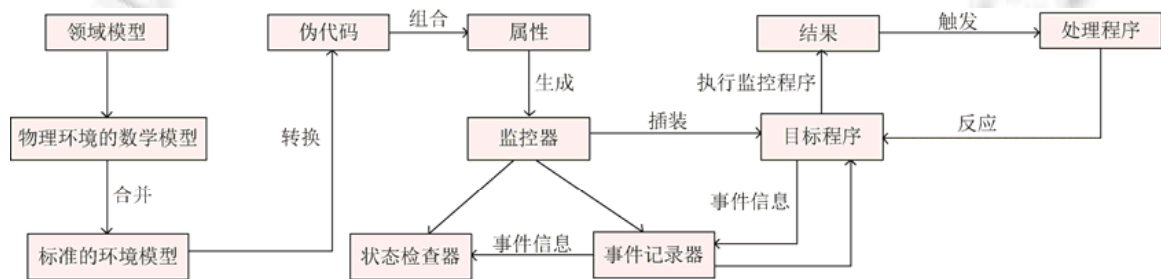 领域模型
伪代码
组合
属性
结果
触发
处理程序
生成
执行监控程序
物理环境的数学模型
转换
监控器
插装
目标程序
反应
合并
事件信息
标准的环境模型
状态检查器
事件信息
事件记录器